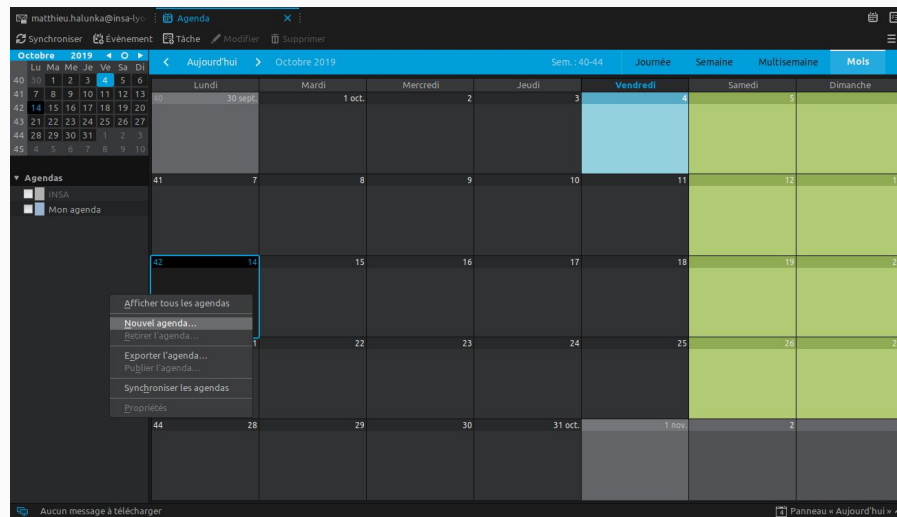 matthieu.halunka@insa-lyo Agenda
Synchroniser Évènement Tâche Modifier Supprimer
Octobre 2019
Lu Ma Me Je Ve Sa Di
40 30 1 2 3 4 5 6
41 7 8 9 10 11 12 13
42 14 15 16 17 18 19 20
43 21 22 23 24 25 26 27
44 28 29 30 31 1 2 3
45 4 5 6 7 8 9 10
Agendas
INSA
Mon agenda
Aujourd'hui Octobre 2019 Sem. : 40-44 Journée Semaine Multisemaine Mois
Lundi Mardi Mercredi Jeudi Vendredi Samedi Dimanche
40 30 sept. 1 oct. 2 3 4 5
41 7 8 9 10 11 12 1
42 14 15 16 17 18 19 2
1 22 23 24 25 26 2
44 28 29 30 31 oct. 1 nov. 2
Afficher tous les agendas
Nouvel agenda...
Retirer l'agenda...
Exporter l'agenda...
Publier l'agenda...
Synchroniser les agendas
Propriétés
Aucun message à télécharger 4 Panneau « Aujourd'hui »